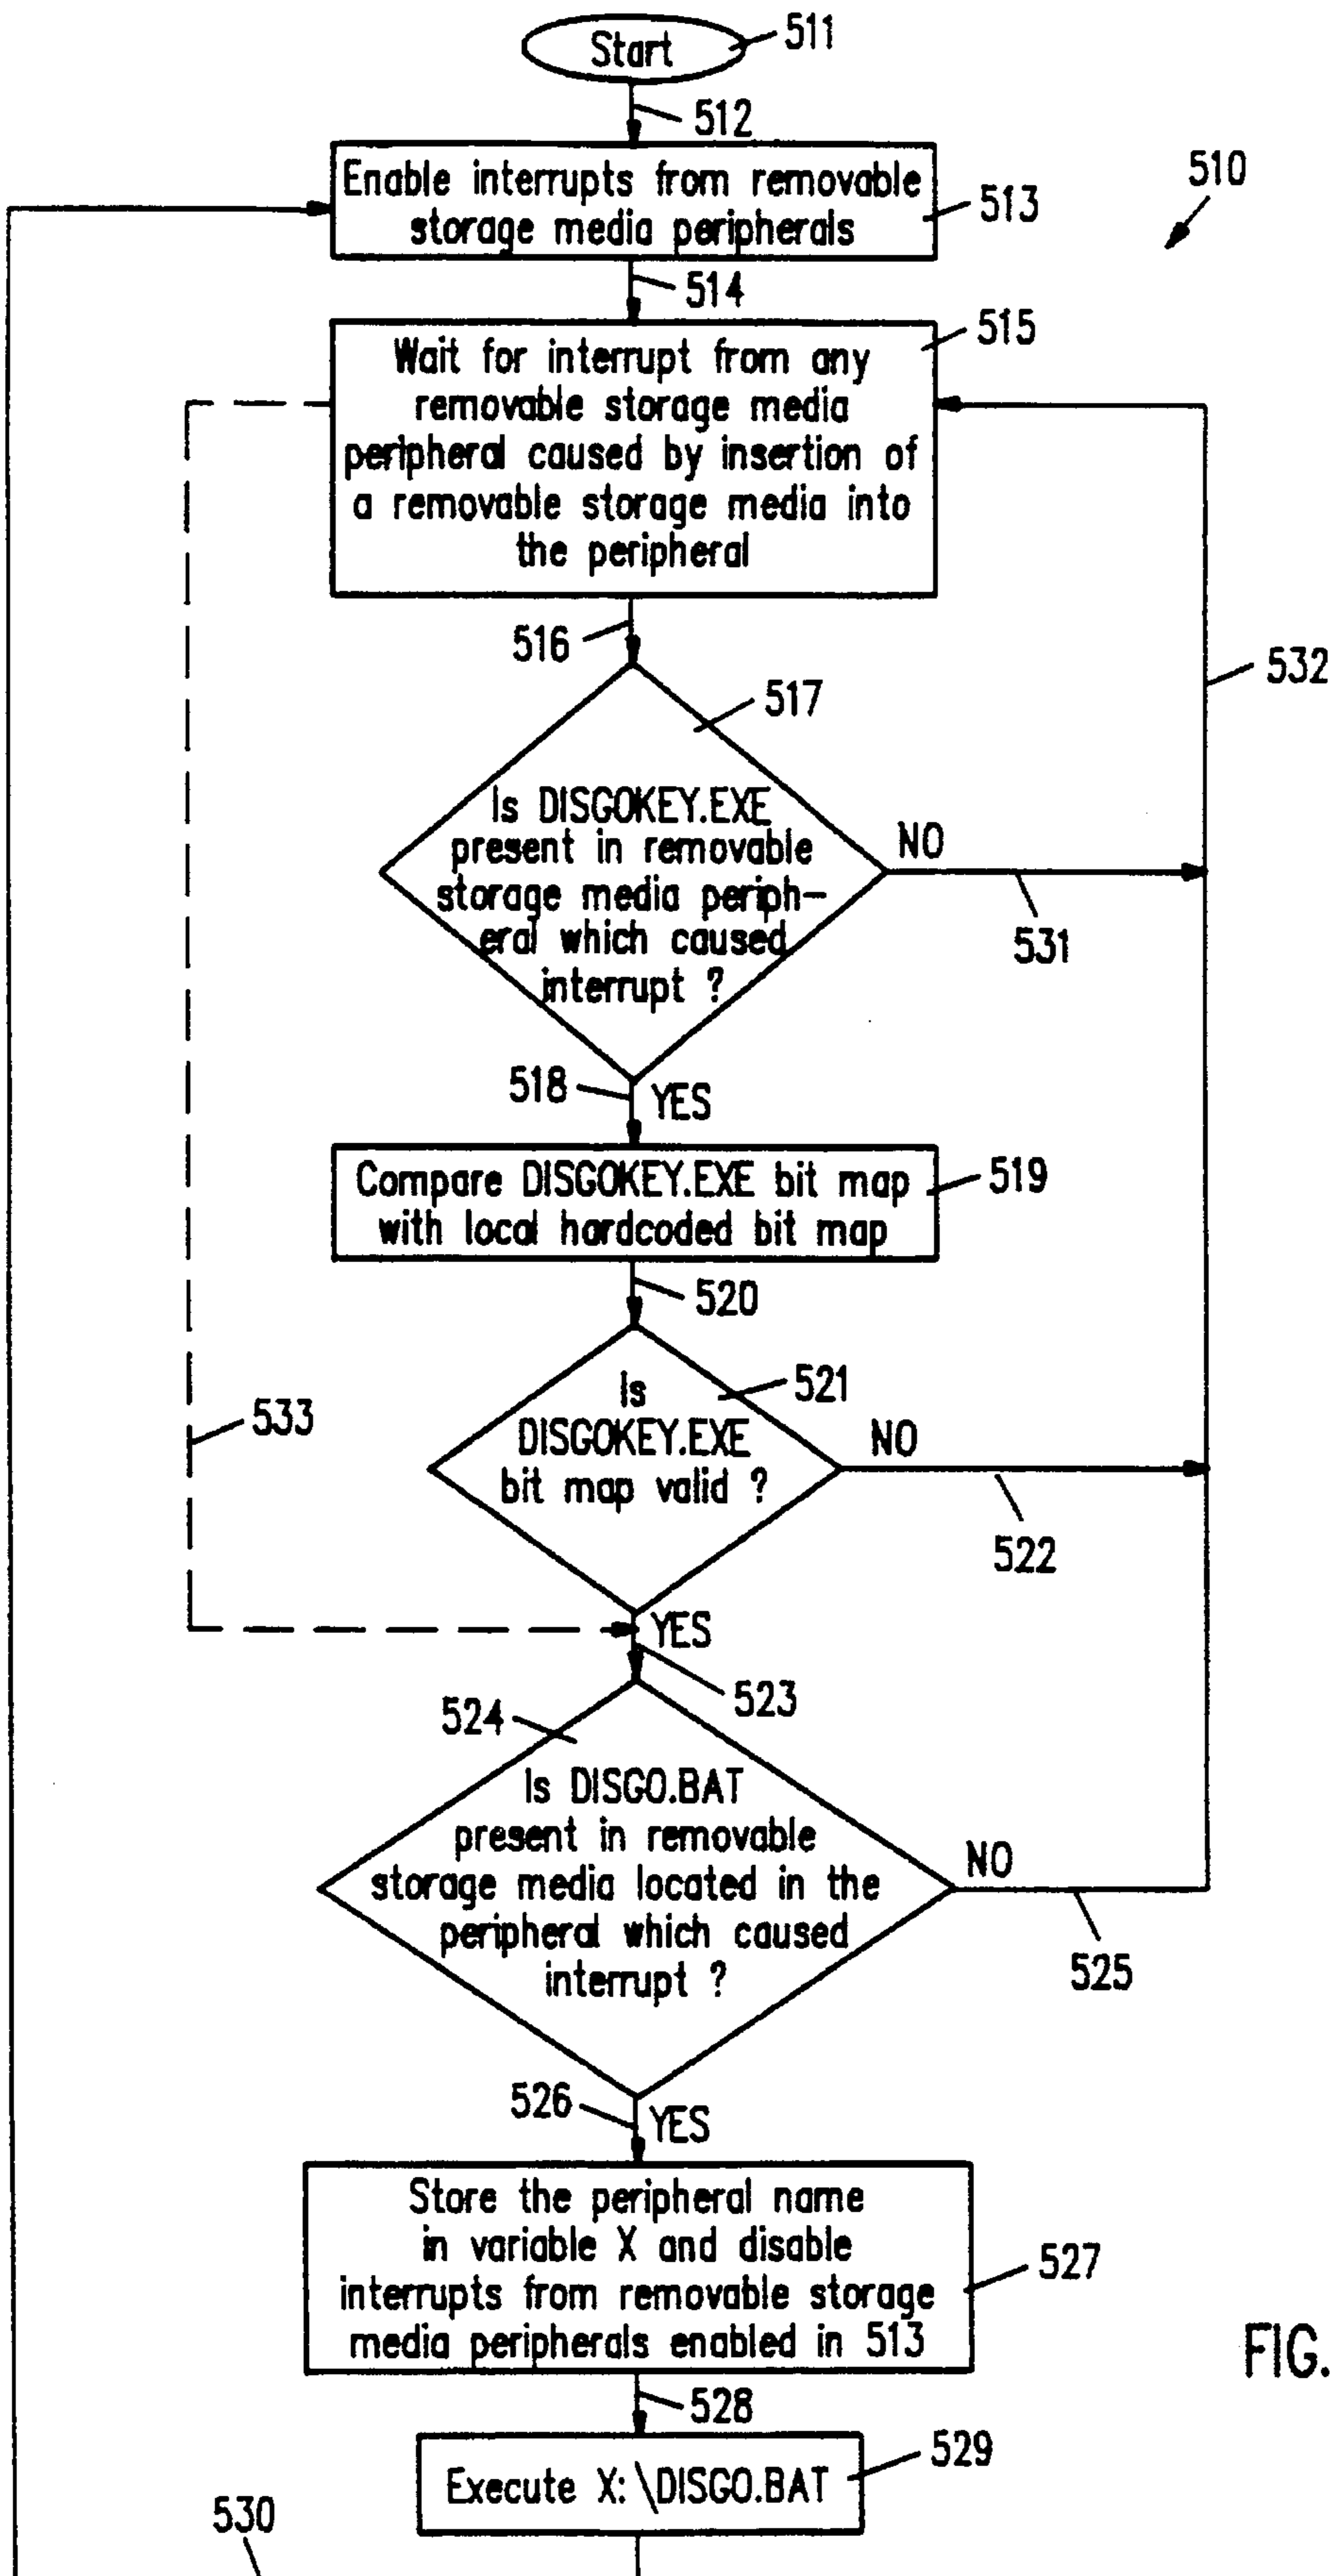 Start
511
512
Enable interrupts from removable
storage media peripherals
513
510
514
Wait for interrupt from any
removable storage media
peripheral caused by insertion of
a removable storage media into
the peripheral
515
516
532
517
Is DISGOKEY.EXE
present in removable
storage media periph-
eral which caused
interrupt ?
NO
531
518
YES
Compare DISGOKEY.EXE bit map
with local hardcoded bit map
519
520
521
Is
DISGOKEY.EXE
bit map valid ?
NO
522
533
YES
523
524
Is DISGO.BAT
present in removable
storage media located in the
peripheral which caused
interrupt ?
NO
525
526
YES
Store the peripheral name
in variable X and disable
interrupts from removable storage
media peripherals enabled in 513
527
FIG.
528
Execute X:\DISGO.BAT
529
530